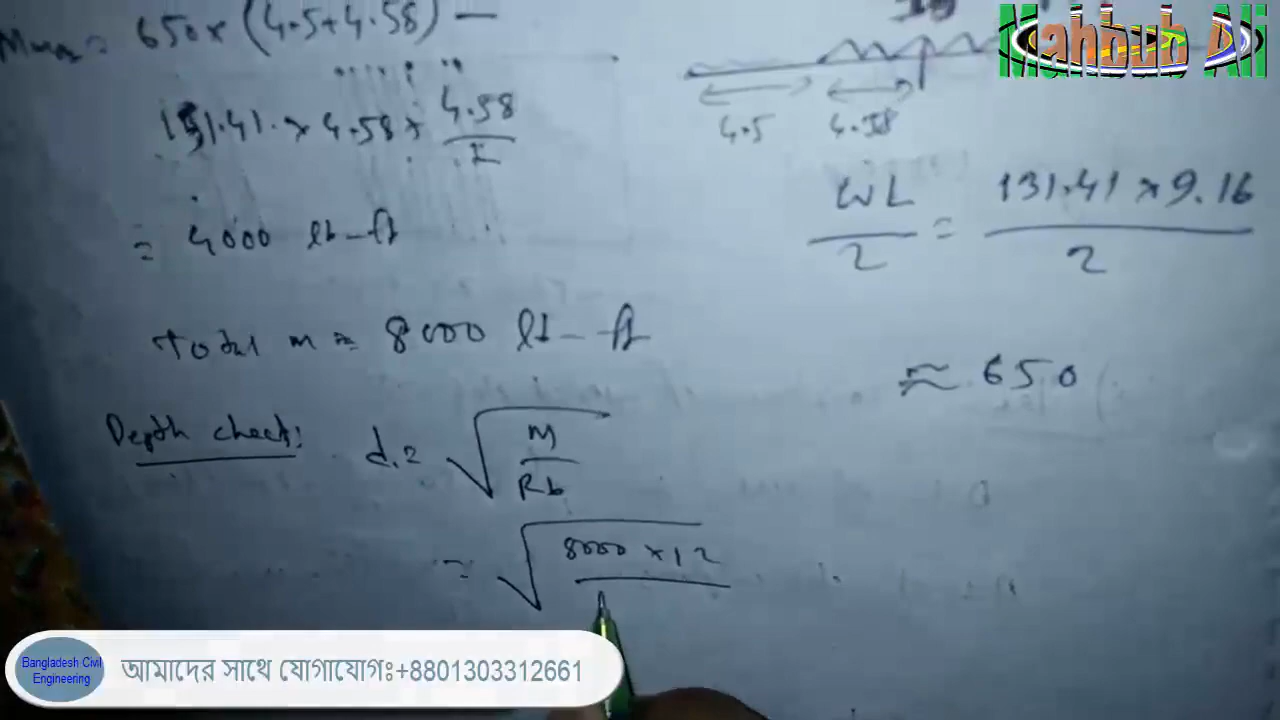 Mmax = 650 x (4.5+4.58) -
131.41 x 4.58 x 4.58/2
= 4000 lb-ft
Total m = 8000 lb-ft
Depth check: d = √(M/Rb)
= √(8000 x 12
4.5 4.58
WL/2 = 131.41 x 9.16/2
≈ 650
Mahbub Ali
Bangladesh Civil
Engineering
আমাদের সাথে যোগাযোগঃ+8801303312661